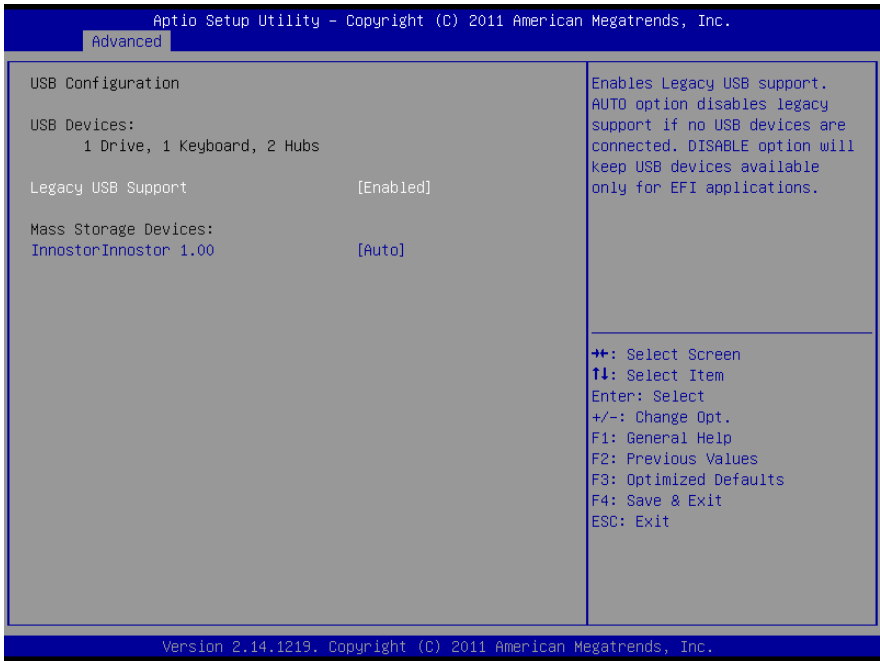 Aptio Setup Utility – Copyright (C) 2011 American Megatrends, Inc.
Advanced
USB Configuration
USB Devices:
1 Drive, 1 Keyboard, 2 Hubs
Legacy USB Support [Enabled]
Mass Storage Devices:
InnostorInnostor 1.00 [Auto]
Enables Legacy USB support.
AUTO option disables legacy
support if no USB devices are
connected. DISABLE option will
keep USB devices available
only for EFI applications.
→←: Select Screen
↑↓: Select Item
Enter: Select
+/-: Change Opt.
F1: General Help
F2: Previous Values
F3: Optimized Defaults
F4: Save & Exit
ESC: Exit
Version 2.14.1219. Copyright (C) 2011 American Megatrends, Inc.